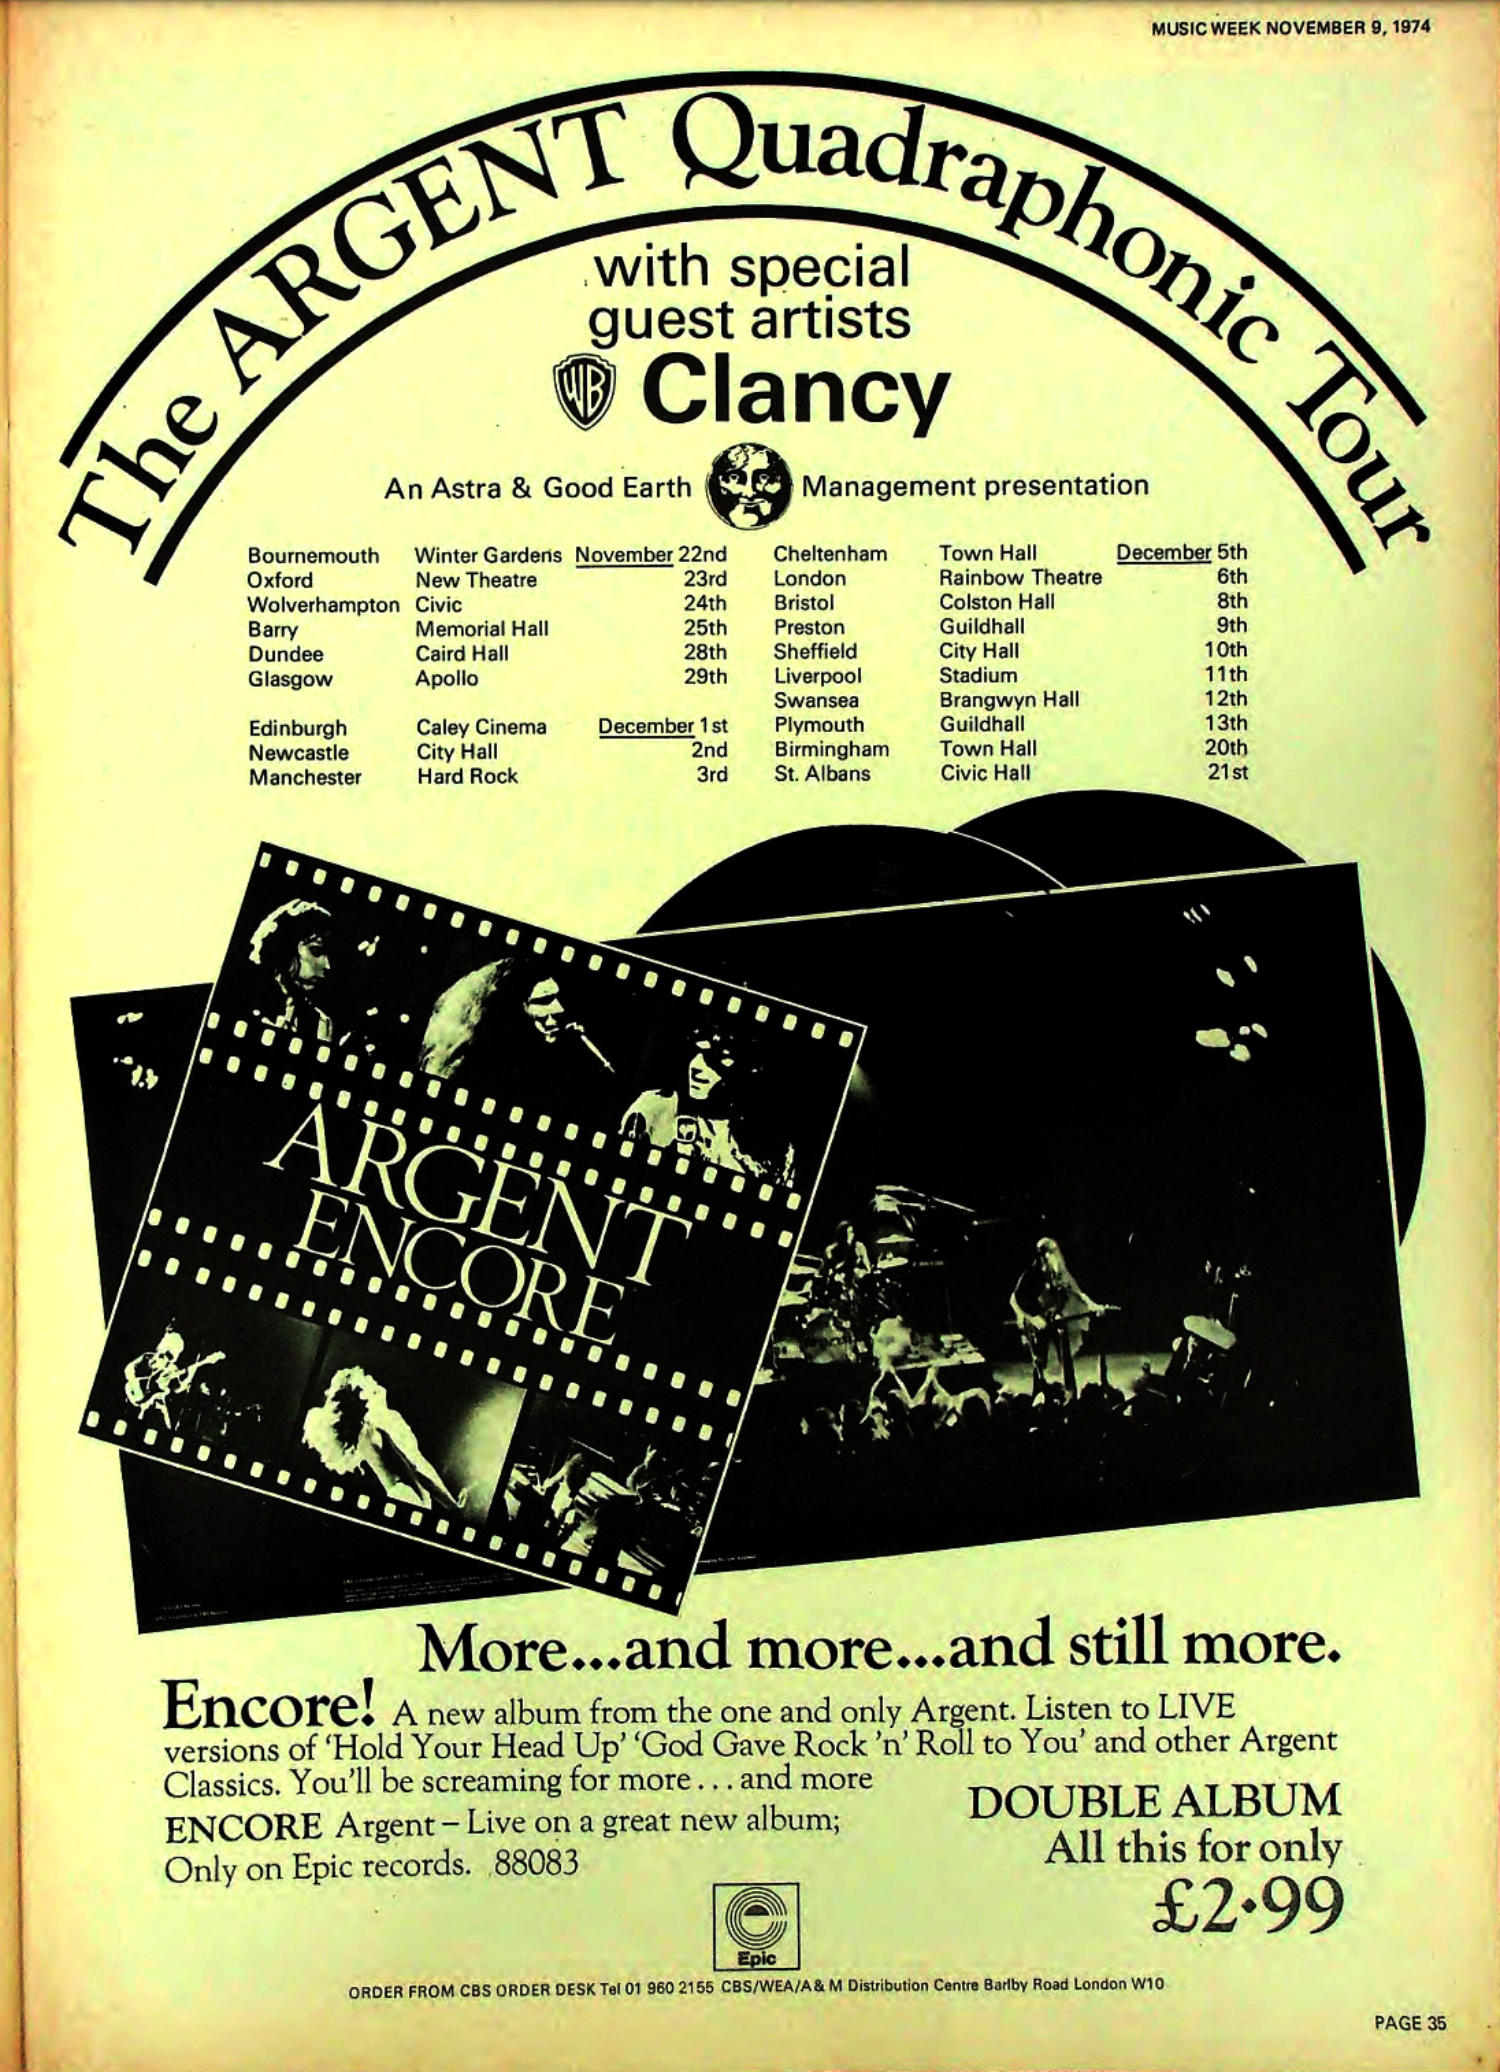 MUSIC WEEK NOVEMBER 9, 1974
The ARGENT Quadraphonic Tour
with special
guest artists
WB Clancy
An Astra & Good Earth Management presentation
Bournemouth Winter Gardens November 22nd
Oxford New Theatre 23rd
Wolverhampton Civic 24th
Barry Memorial Hall 25th
Dundee Caird Hall 28th
Glasgow Apollo 29th
Edinburgh Caley Cinema December 1st
Newcastle City Hall 2nd
Manchester Hard Rock 3rd
Cheltenham Town Hall December 5th
London Rainbow Theatre 6th
Bristol Colston Hall 8th
Preston Guildhall 9th
Sheffield City Hall 10th
Liverpool Stadium 11th
Swansea Brangwyn Hall 12th
Plymouth Guildhall 13th
Birmingham Town Hall 20th
St. Albans Civic Hall 21st
ARGENT
ENCORE
More...and more...and still more.
Encore! A new album from the one and only Argent. Listen to LIVE
versions of ‘Hold Your Head Up’ ‘God Gave Rock ’n’ Roll to You’ and other Argent
Classics. You’ll be screaming for more... and more
ENCORE Argent – Live on a great new album;
Only on Epic records. 88083
DOUBLE ALBUM
All this for only
£2·99
e
Epic
ORDER FROM CBS ORDER DESK Tel 01 960 2155 CBS/WEA/A & M Distribution Centre Barlby Road London W10
PAGE 35